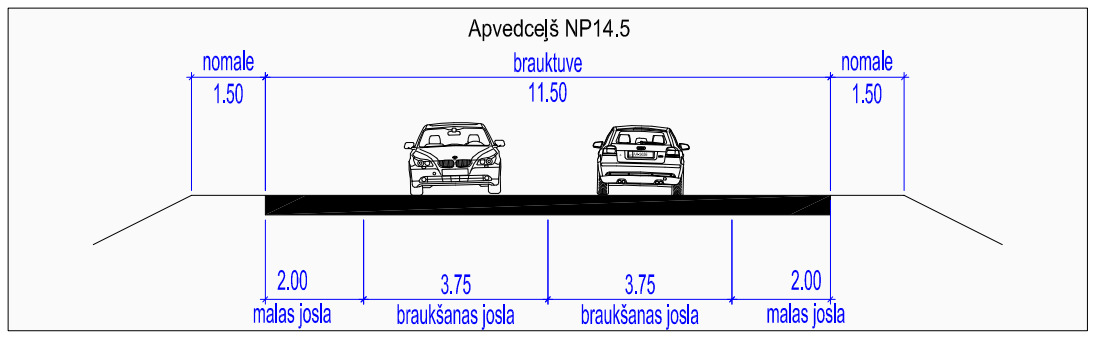 Apvedceļš NP14.5
nomale brauktuve nomale
1.50 11.50 1.50
2.00 3.75 3.75 2.00
malas josla braukšanas josla braukšanas josla malas josla